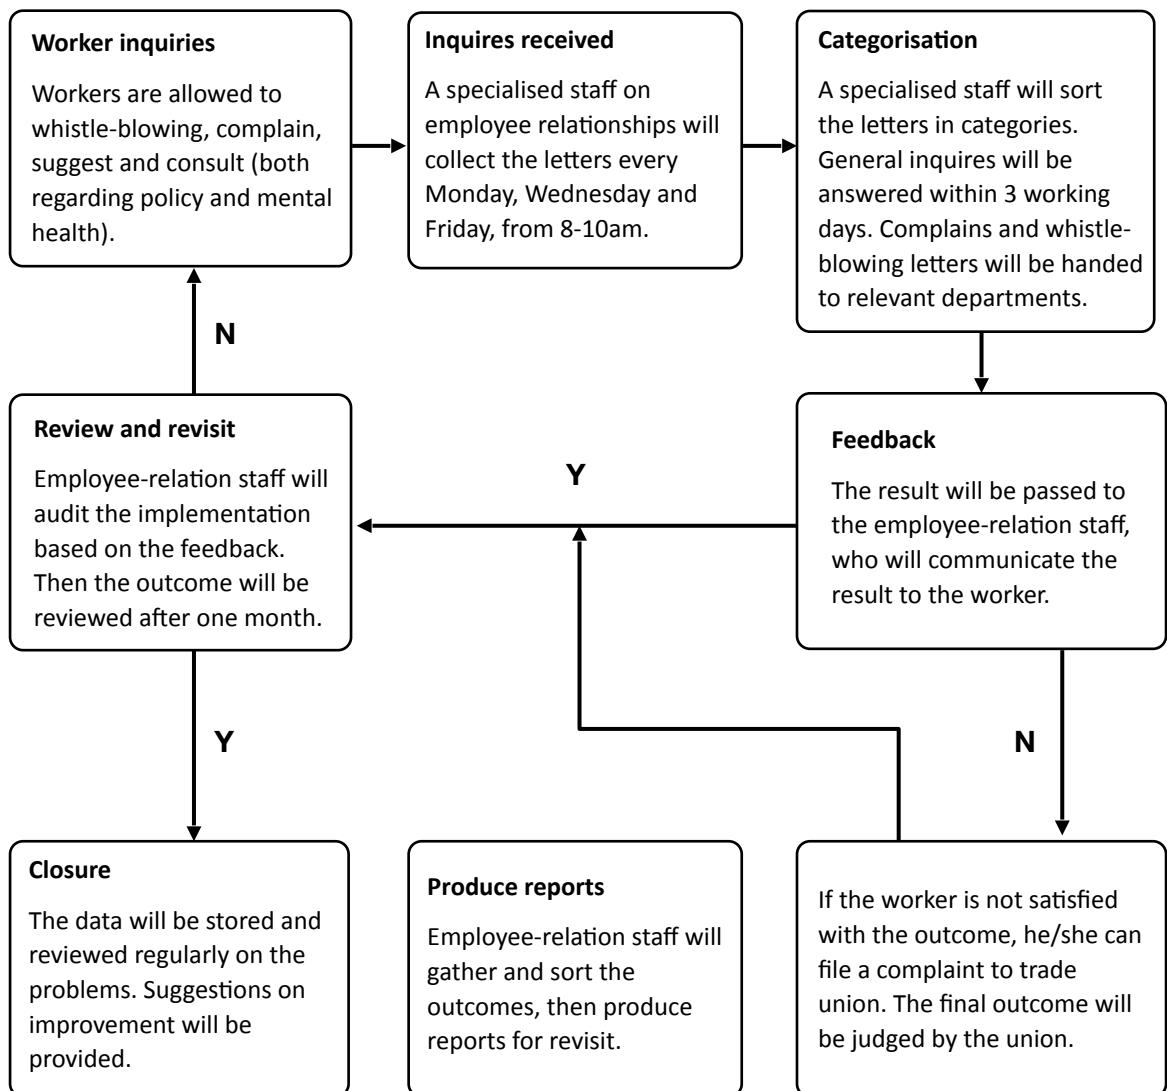 Worker inquiries
Workers are allowed to
whistle-blowing, complain,
suggest and consult (both
regarding policy and mental
health).
Inquires received
A specialised staff on
employee relationships will
collect the letters every
Monday, Wednesday and
Friday, from 8-10am.
Categorisation
A specialised staff will sort
the letters in categories.
General inquires will be
answered within 3 working
days. Complains and whistle-
blowing letters will be handed
to relevant departments.
N
Review and revisit
Employee-relation staff will
audit the implementation
based on the feedback.
Then the outcome will be
reviewed after one month.
Y
Feedback
The result will be passed to
the employee-relation staff,
who will communicate the
result to the worker.
Y
N
Closure
The data will be stored and
reviewed regularly on the
problems. Suggestions on
improvement will be
provided.
Produce reports
Employee-relation staff will
gather and sort the
outcomes, then produce
reports for revisit.
If the worker is not satisfied
with the outcome, he/she can
file a complaint to trade
union. The final outcome will
be judged by the union.